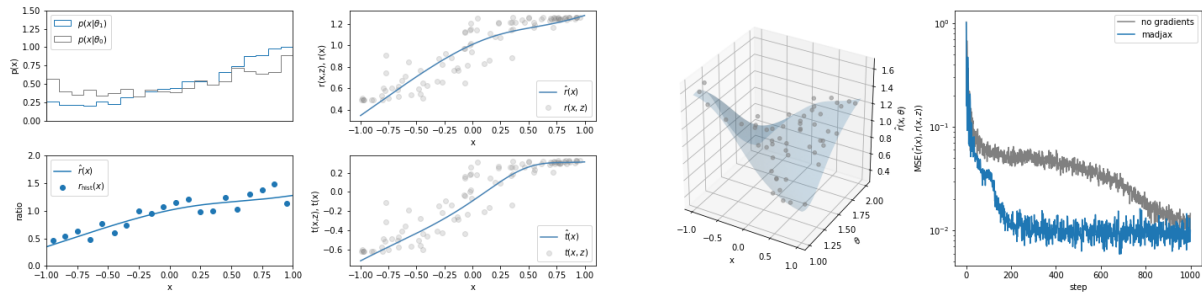 1.50
1.25
1.00
0.75
0.50
0.25
0.00
p(x)
p(x|θ₁)
p(x|θ₀)
2.0
1.5
1.0
0.5
0.0
ratio
r̂(x)
r_hist(x)
−1.00 −0.75 −0.50 −0.25 0.00 0.25 0.50 0.75 1.00
x
1.2
1.0
0.8
0.6
0.4
r(x,z), r(x)
r̂(x)
r(x, z)
−1.00 −0.75 −0.50 −0.25 0.00 0.25 0.50 0.75 1.00
x
0.2
0.0
−0.2
−0.4
−0.6
t(x,z), t(x)
t̂(x)
t(x, z)
−1.00 −0.75 −0.50 −0.25 0.00 0.25 0.50 0.75 1.00
x
1.6
1.4
1.2
1.0
0.8
0.6
0.4
r̂(x, θ)
2.00
1.75
1.50
1.25
1.00
θ
−1.0 −0.5 0.0 0.5 1.0
x
10⁰
10⁻¹
10⁻²
MSE(r̂(x), r(x, z))
no gradients
madjax
0 200 400 600 800 1000
step